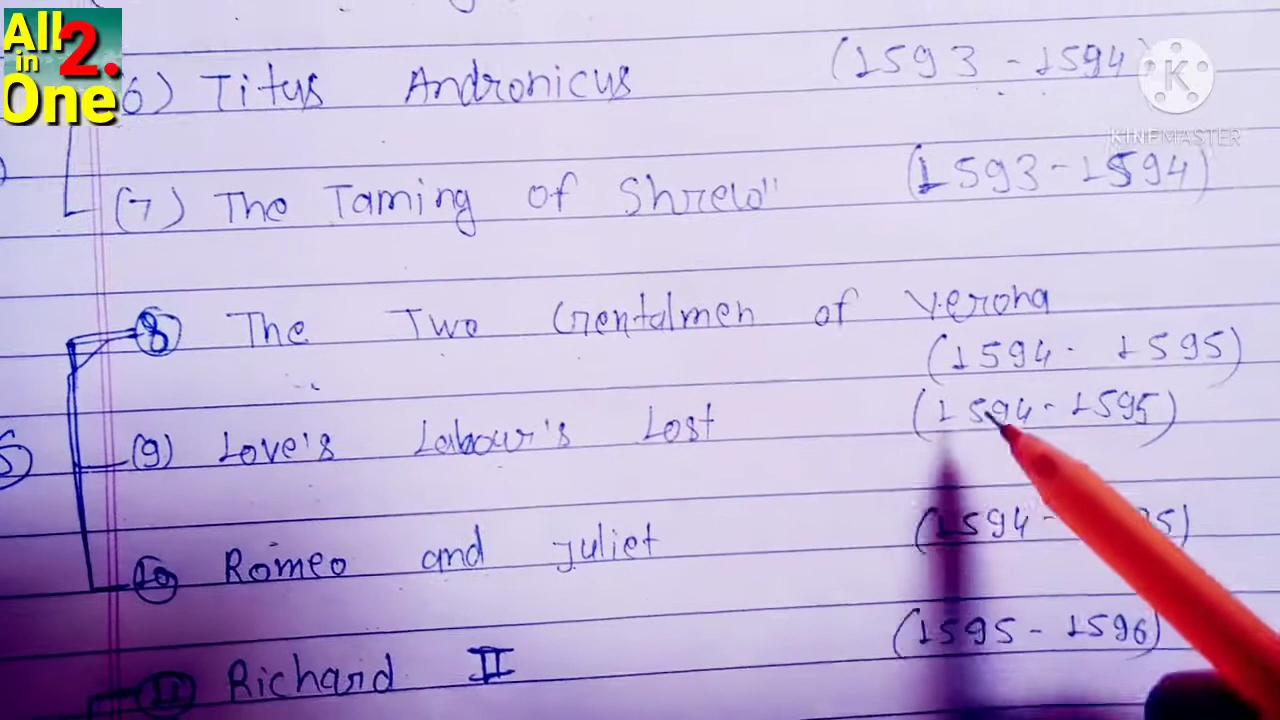 All 2.
in
One
6) Titus Andronicus (1593 - 1594)
KINEMASTER
(7) The Taming of Shrew" (1593 - 1594)
(8) The Two Gentalmen of Verona
(1594 - 1595)
(9) Love's Labour's Lost (1594 - 1595)
(10) Romeo and juliet (1594 -
(11) Richard II (1595 - 1596)